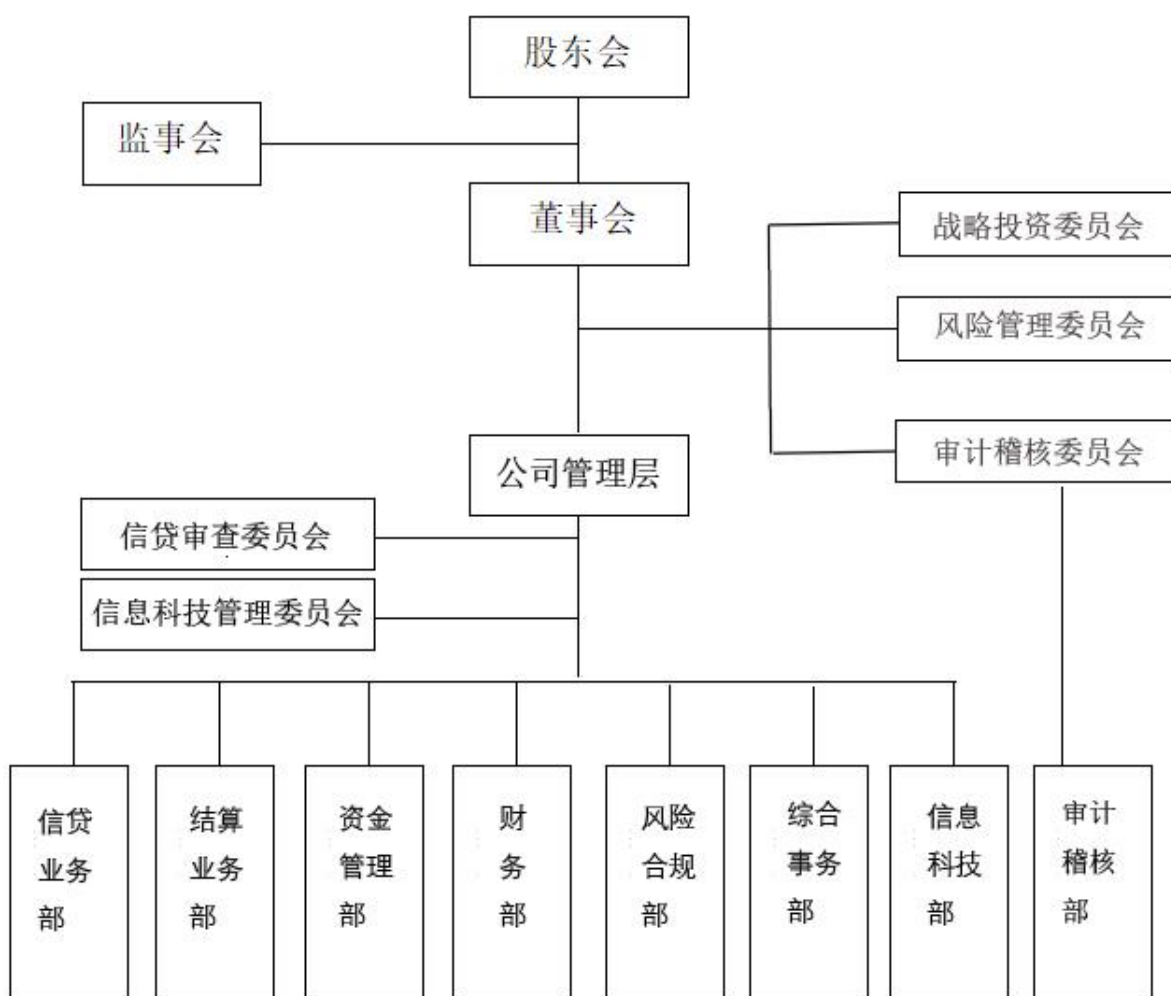 股东会
监事会
董事会
战略投资委员会
风险管理委员会
审计稽核委员会
公司管理层
信贷审查委员会
信息科技管理委员会
信贷
业务
部
结算
业务
部
资金
管理
部
财
务
部
风险
合规
部
综合
事务
部
信息
科技
部
审计
稽核
部